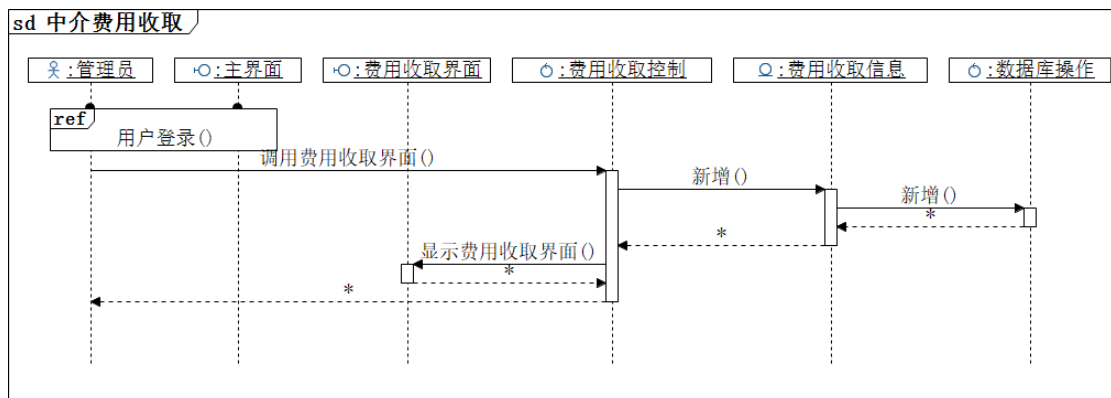 sd 中介费用收取
:管理员
:主界面
:费用收取界面
:费用收取控制
:费用收取信息
:数据库操作
ref
用户登录()
调用费用收取界面()
新增()
新增()
*
*
显示费用收取界面()
*
*